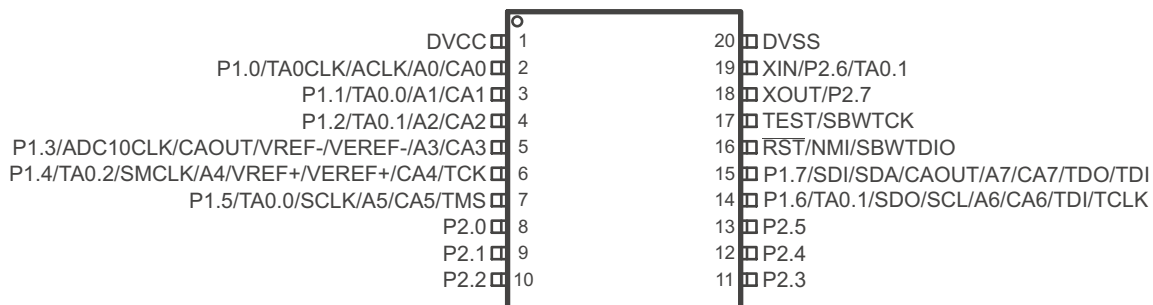 DVCC 1 20 DVSS
P1.0/TA0CLK/ACLK/A0/CA0 2 19 XIN/P2.6/TA0.1
P1.1/TA0.0/A1/CA1 3 18 XOUT/P2.7
P1.2/TA0.1/A2/CA2 4 17 TEST/SBWTCK
P1.3/ADC10CLK/CAOUT/VREF-/VEREF-/A3/CA3 5 16 RST/NMI/SBWTDIO
P1.4/TA0.2/SMCLK/A4/VREF+/VEREF+/CA4/TCK 6 15 P1.7/SDI/SDA/CAOUT/A7/CA7/TDO/TDI
P1.5/TA0.0/SCLK/A5/CA5/TMS 7 14 P1.6/TA0.1/SDO/SCL/A6/CA6/TDI/TCLK
P2.0 8 13 P2.5
P2.1 9 12 P2.4
P2.2 10 11 P2.3